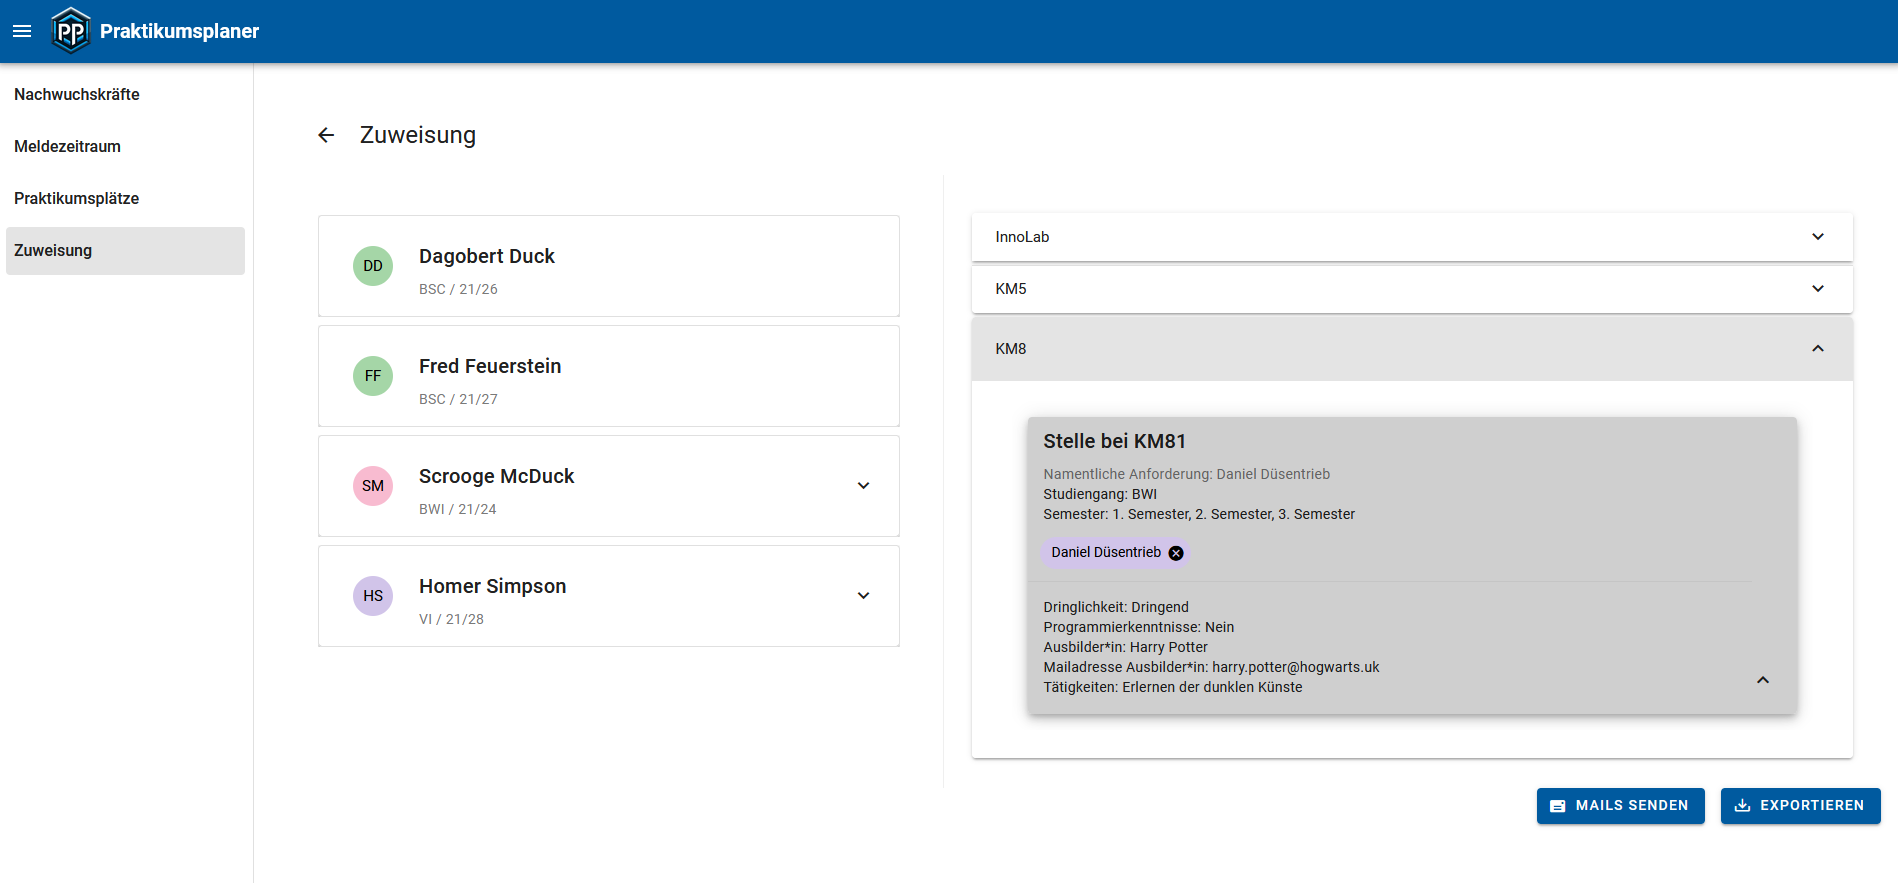 PP
Praktikumsplaner
Nachwuchskräfte
Meldezeitraum
Praktikumsplätze
Zuweisung
Zuweisung
DD
Dagobert Duck
BSC / 21/26
FF
Fred Feuerstein
BSC / 21/27
SM
Scrooge McDuck
BWI / 21/24
HS
Homer Simpson
VI / 21/28
InnoLab
KM5
KM8
Stelle bei KM81
Namentliche Anforderung: Daniel Düsentrieb
Studiengang: BWI
Semester: 1. Semester, 2. Semester, 3. Semester
Daniel Düsentrieb
Dringlichkeit: Dringend
Programmierkenntnisse: Nein
Ausbilder*in: Harry Potter
Mailadresse Ausbilder*in: harry.potter@hogwarts.uk
Tätigkeiten: Erlernen der dunklen Künste
MAILS SENDEN
EXPORTIEREN